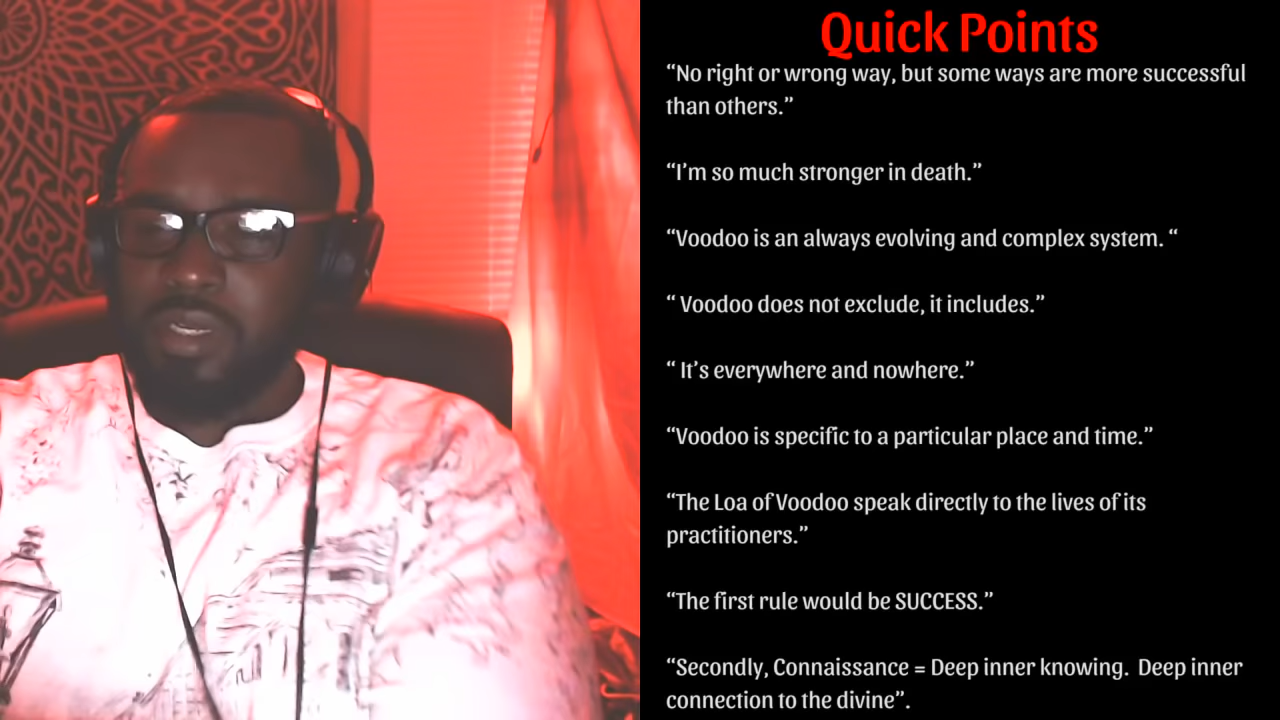 Quick Points
“No right or wrong way, but some ways are more successful
than others.”
“I’m so much stronger in death.”
“Voodoo is an always evolving and complex system. “
“ Voodoo does not exclude, it includes.”
“ It’s everywhere and nowhere.”
“Voodoo is specific to a particular place and time.”
“The Loa of Voodoo speak directly to the lives of its
practitioners.”
“The first rule would be SUCCESS.”
“Secondly, Connaissance = Deep inner knowing.  Deep inner
connection to the divine”.